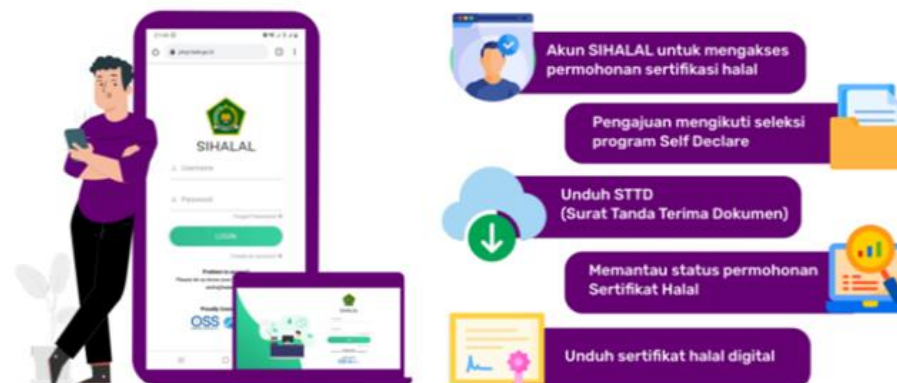 SIHALAL
Username
Password
LOGIN
OSS
Akun SIHALAL untuk mengakses
permohonan sertifikasi halal
Pengajuan mengikuti seleksi
program Self Declare
Unduh STTD
(Surat Tanda Terima Dokumen)
Memantau status permohonan
Sertifikat Halal
Unduh sertifikat halal digital